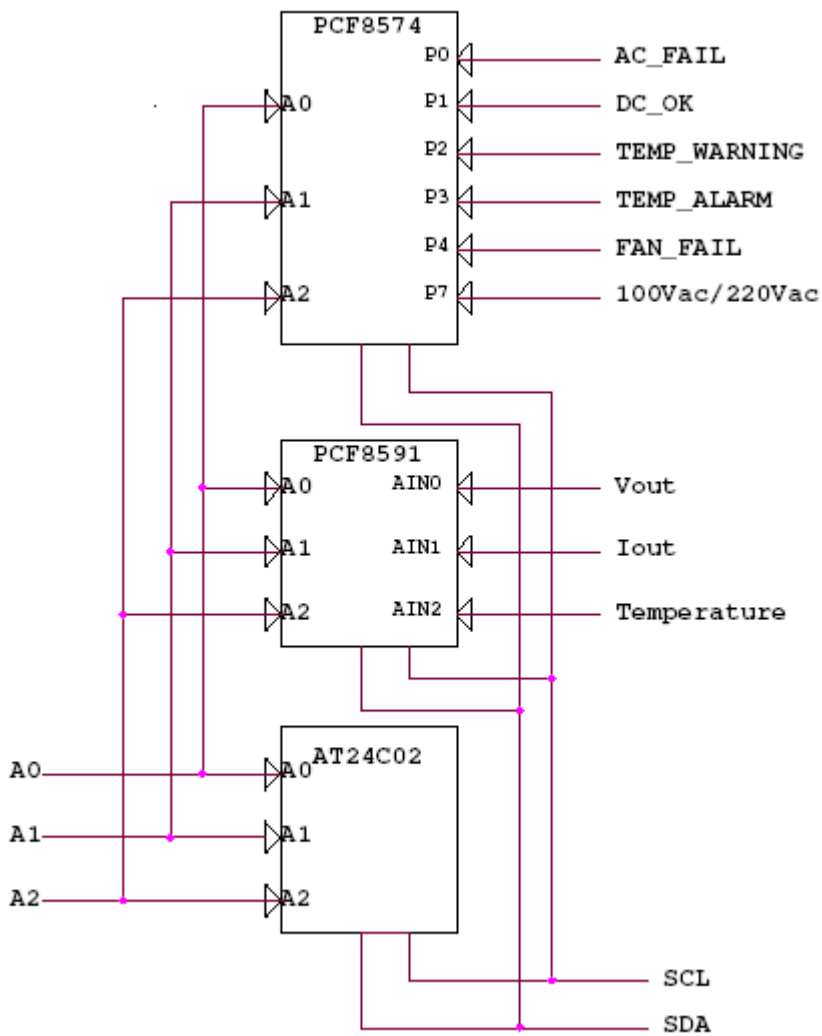 PCF8574
P0 AC_FAIL
A0 P1 DC_OK
P2 TEMP_WARNING
A1 P3 TEMP_ALARM
P4 FAN_FAIL
A2 P7 100Vac/220Vac
PCF8591
A0 AIN0 Vout
A1 AIN1 Iout
A2 AIN2 Temperature
AT24C02
A0 A0
A1 A1
A2 A2
SCL
SDA